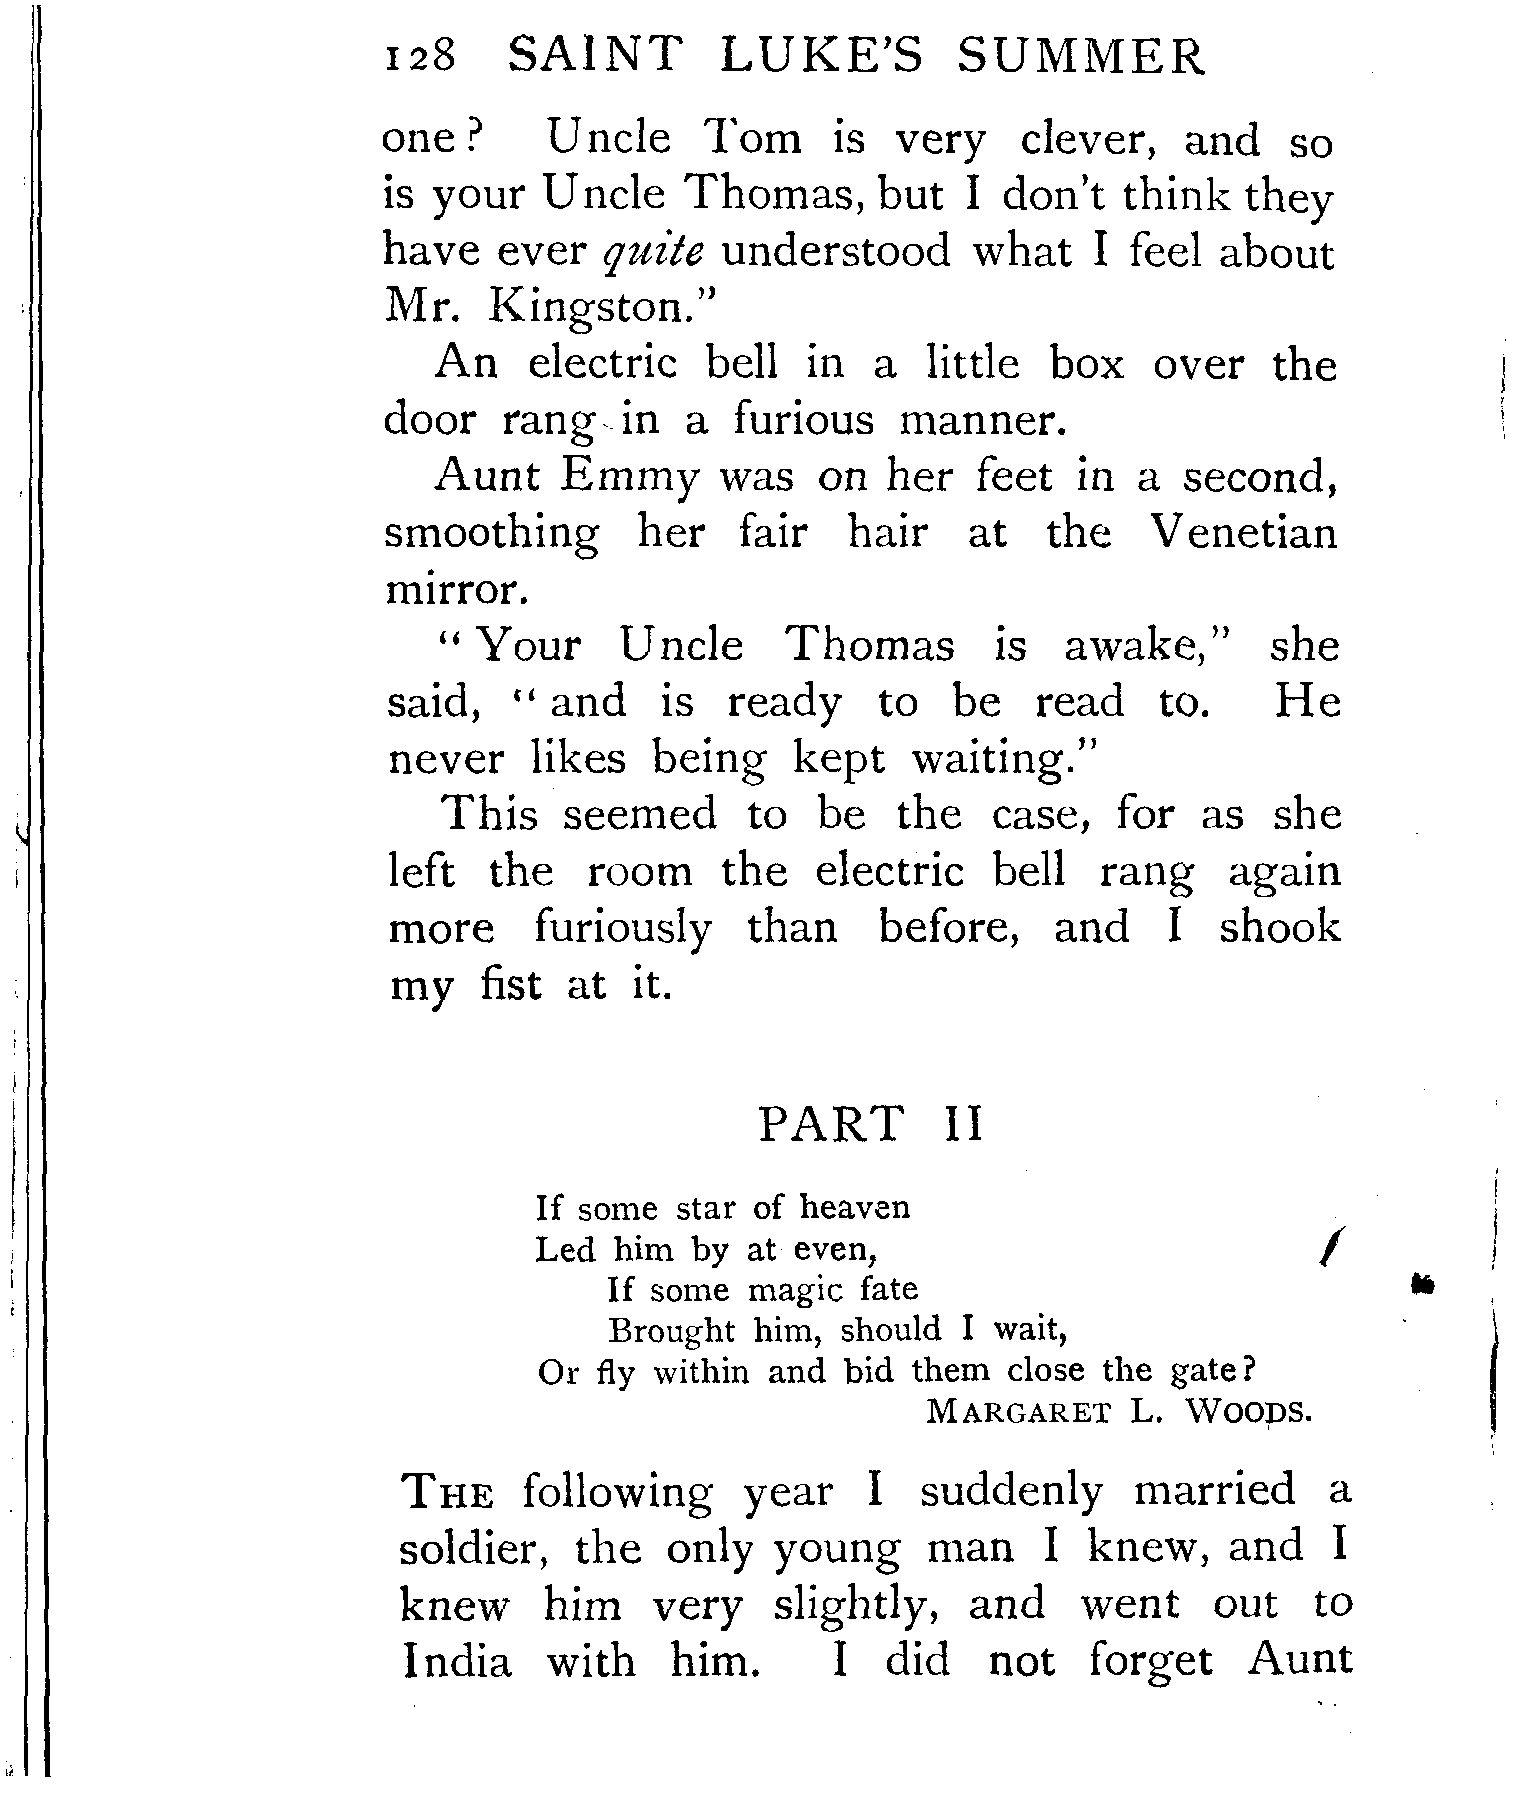 128 SAINT LUKE'S SUMMER
one? Uncle Tom is very clever, and so
is your Uncle Thomas, but I don't think they
have ever quite understood what I feel about
Mr. Kingston."
An electric bell in a little box over the
door rang in a furious manner.
Aunt Emmy was on her feet in a second,
smoothing her fair hair at the Venetian
mirror.
"Your Uncle Thomas is awake," she
said, "and is ready to be read to. He
never likes being kept waiting."
This seemed to be the case, for as she
left the room the electric bell rang again
more furiously than before, and I shook
my fist at it.
PART II
If some star of heaven
Led him by at even,
If some magic fate
Brought him, should I wait,
Or fly within and bid them close the gate?
MARGARET L. WOODS.
THE following year I suddenly married a
soldier, the only young man I knew, and I
knew him very slightly, and went out to
India with him. I did not forget Aunt